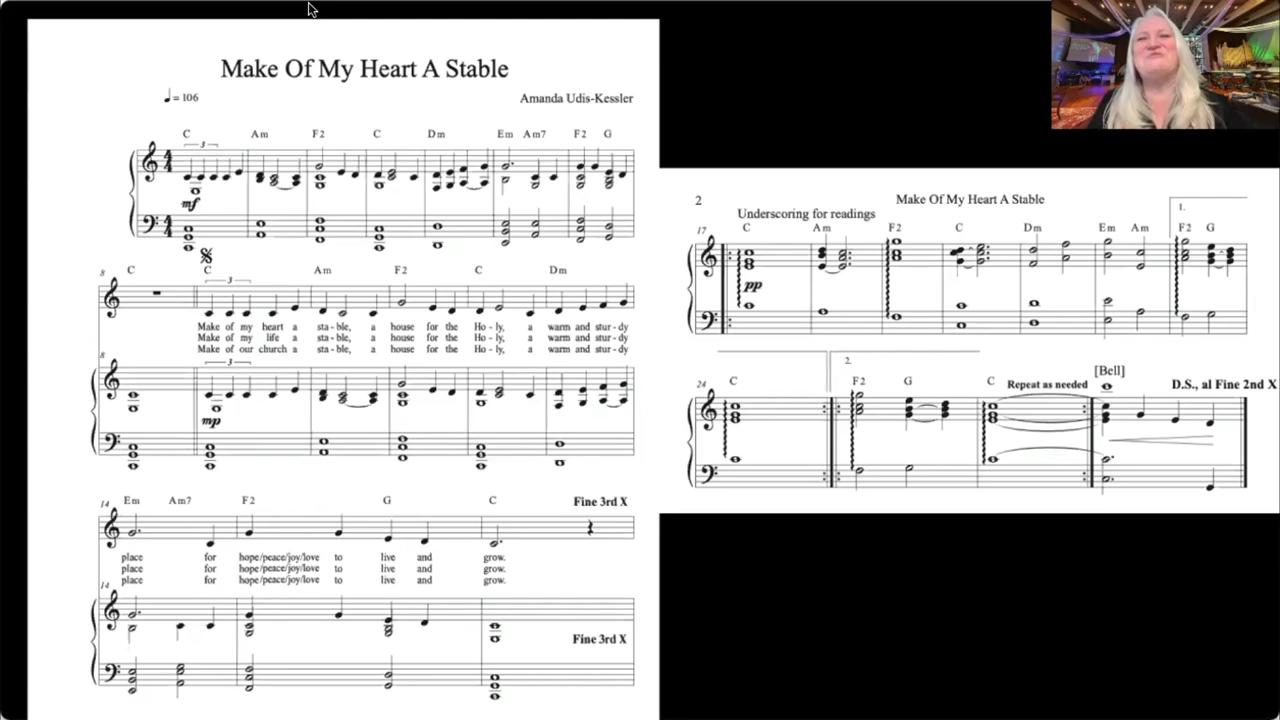 Make Of My Heart A Stable
♩ = 106
Amanda Udis-Kessler
C Am F2 C Dm Em Am7 F2 G
3
mf
8
C C Am F2 C Dm
3
Make of my heart a sta - ble, a house for the Ho - ly, a warm and stur - dy
Make of my life a sta - ble, a house for the Ho - ly, a warm and stur - dy
Make of our church a sta - ble, a house for the Ho - ly, a warm and stur - dy
8
3
mp
14
Em Am7 F2 G C Fine 3rd X
place for hope/peace/joy/love to live and grow.
place for hope/peace/joy/love to live and grow.
place for hope/peace/joy/love to live and grow.
14
Fine 3rd X
2
Make Of My Heart A Stable
Underscoring for readings
1.
17
C Am F2 C Dm Em Am F2 G
pp
2.
[Bell]
24
C F2 G C Repeat as needed D.S., al Fine 2nd X